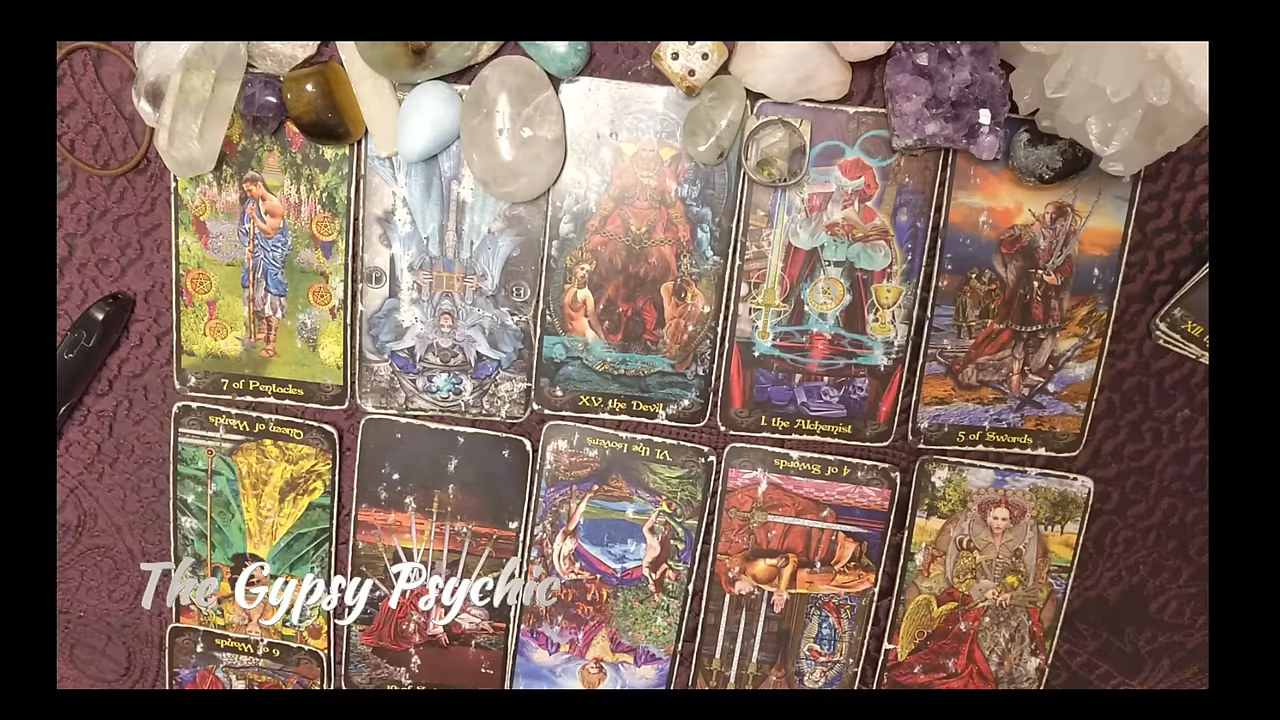 7 of Pentacles
J
B
XV. the Devil
I. the Alchemist
5 of Swords
XII
Queen of Wands
VI. the Lovers
4 of Swords
The Gypsy Psychic
6 of Wands